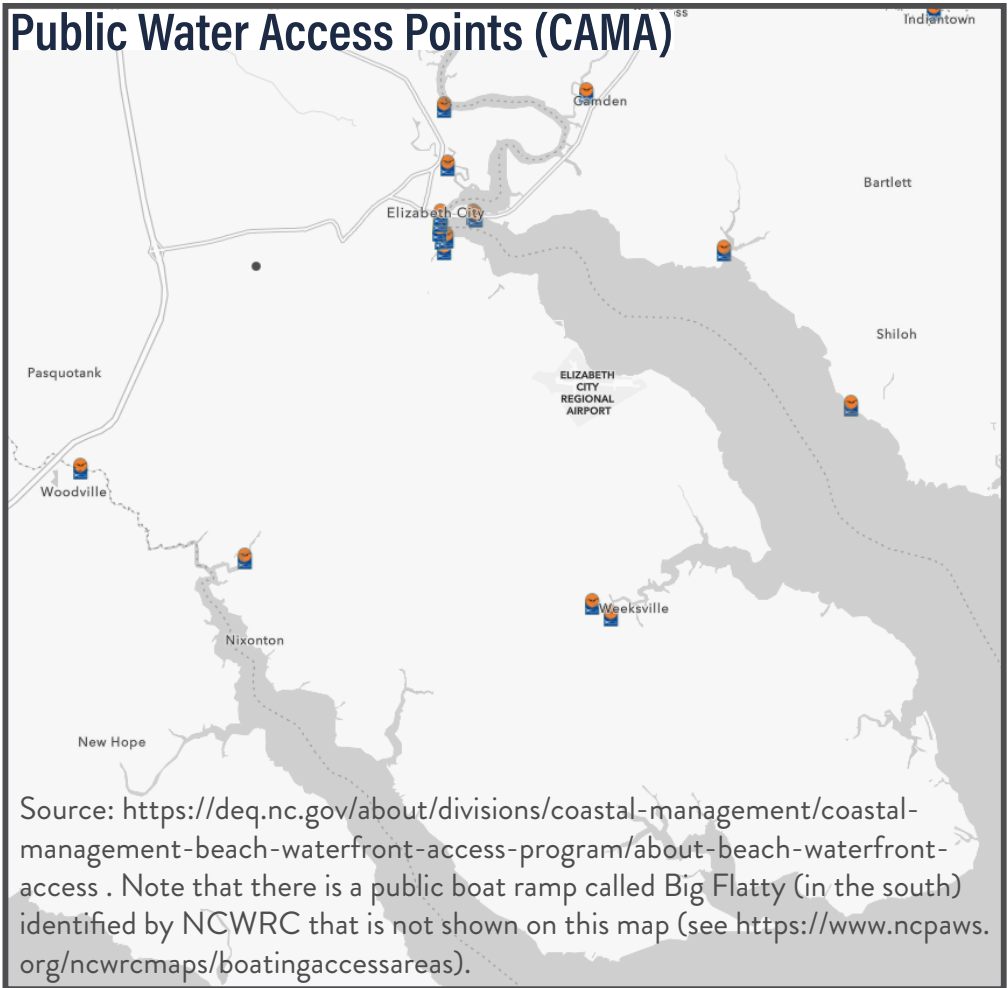 Public Water Access Points (CAMA)
ss
Indiantown
Camden
Bartlett
Elizabeth City
Shiloh
Pasquotank
ELIZABETH
CITY
REGIONAL
AIRPORT
Woodville
Weeksville
Nixonton
New Hope
Source: https://deq.nc.gov/about/divisions/coastal-management/coastal-
management-beach-waterfront-access-program/about-beach-waterfront-
access . Note that there is a public boat ramp called Big Flatty (in the south)
identified by NCWRC that is not shown on this map (see https://www.ncpaws.
org/ncwrcmaps/boatingaccessareas).